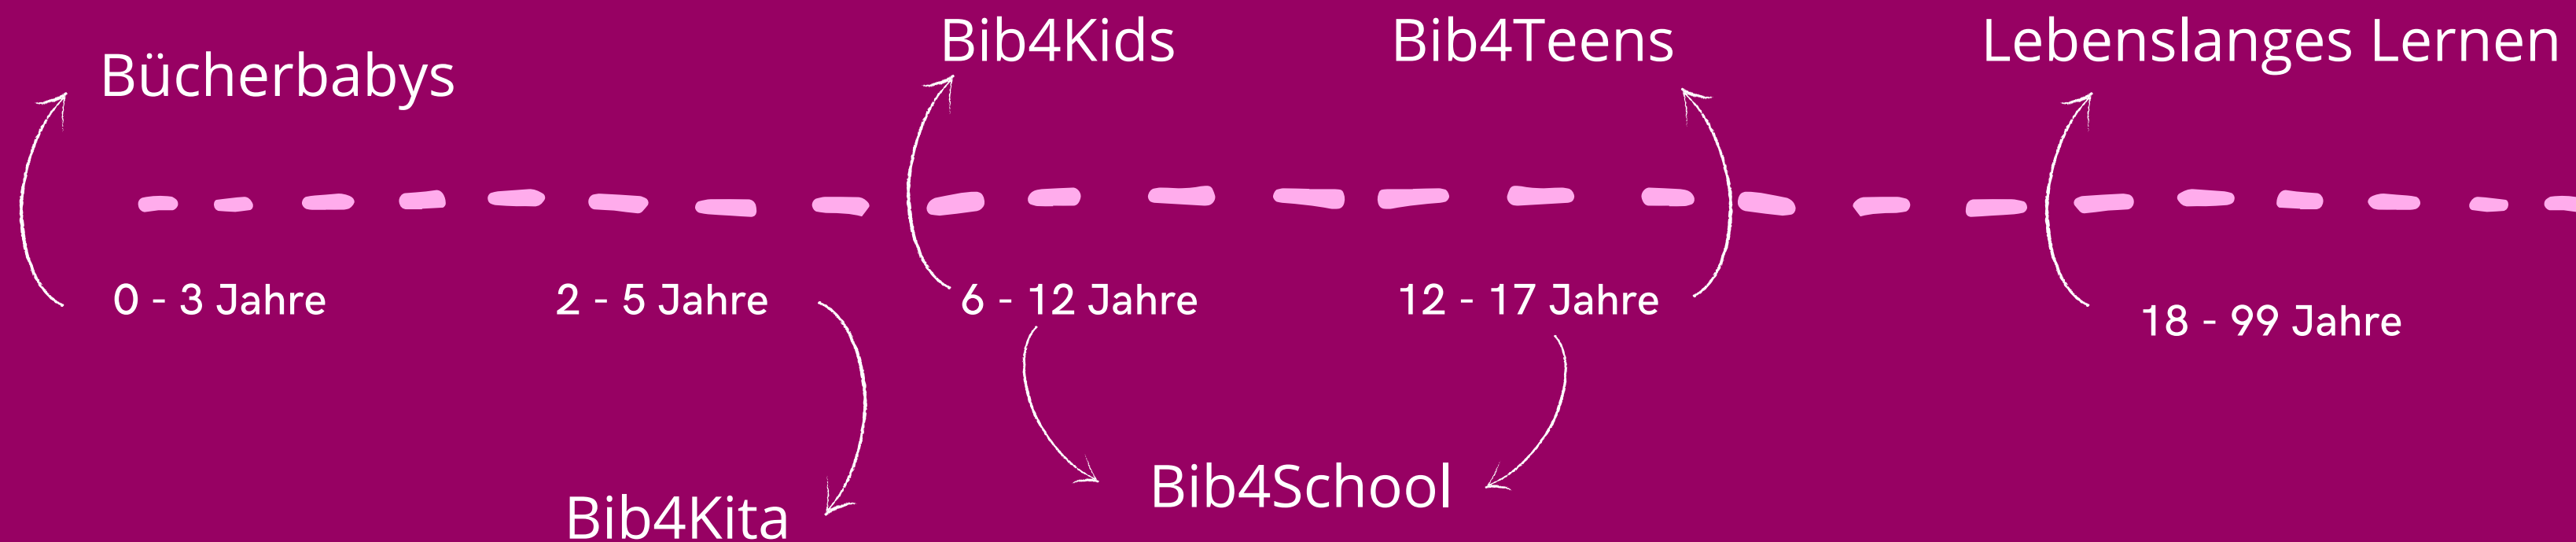 Bücherbabys
Bib4Kids
Bib4Teens
Lebenslanges Lernen
0 - 3 Jahre
2 - 5 Jahre
6 - 12 Jahre
12 - 17 Jahre
18 - 99 Jahre
Bib4Kita
Bib4School